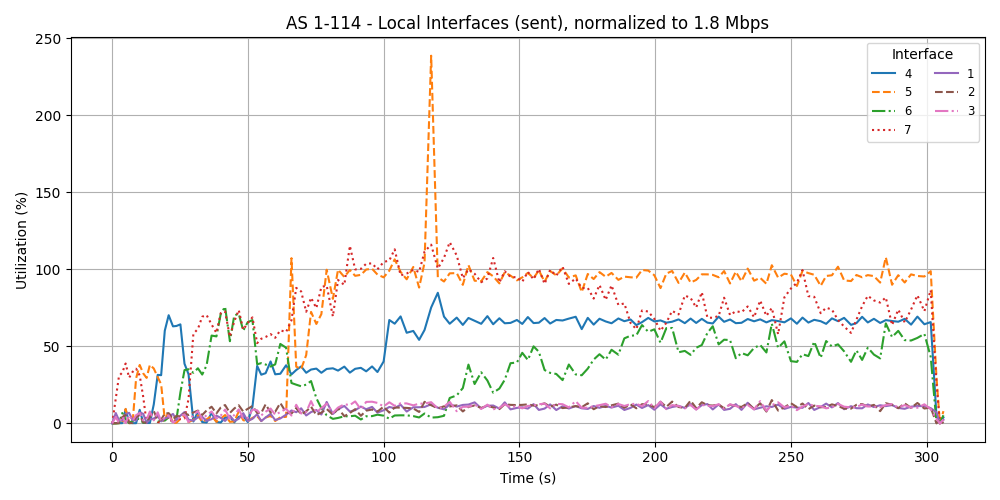 AS 1-114 - Local Interfaces (sent), normalized to 1.8 Mbps
Utilization (%)
250
200
150
100
50
0
Interface
4 1
5 2
6 3
7
0 50 100 150 200 250 300
Time (s)